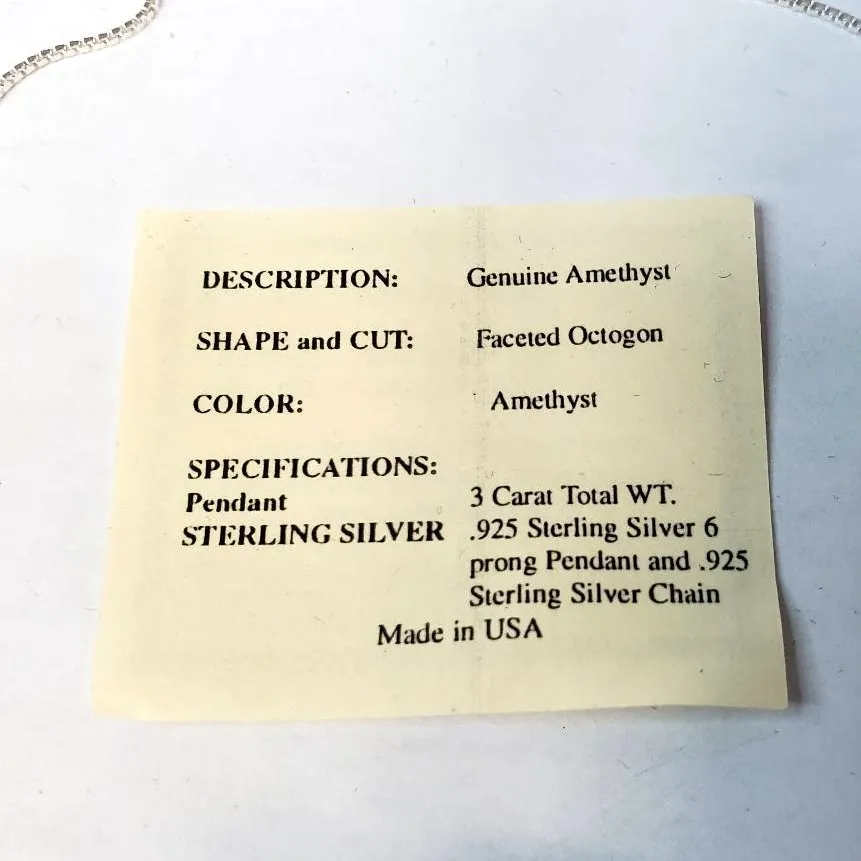 DESCRIPTION: Genuine Amethyst
SHAPE and CUT: Faceted Octogon
COLOR: Amethyst
SPECIFICATIONS:
Pendant 3 Carat Total WT.
STERLING SILVER .925 Sterling Silver 6
prong Pendant and .925
Sterling Silver Chain
Made in USA